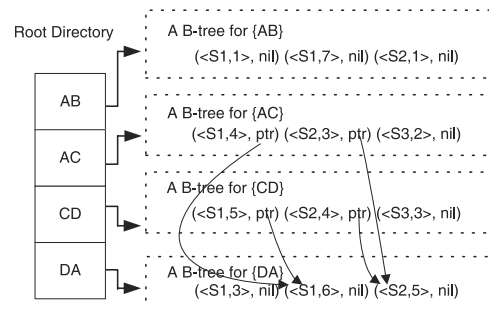 Root Directory
AB
AC
CD
DA
A B-tree for {AB}
(<S1,1>, nil) (<S1,7>, nil) (<S2,1>, nil)
A B-tree for {AC}
(<S1,4>, ptr) (<S2,3>, ptr) (<S3,2>, nil)
A B-tree for {CD}
(<S1,5>, ptr) (<S2,4>, ptr) (<S3,3>, nil)
A B-tree for {DA}
(<S1,3>, nil) (<S1,6>, nil) (<S2,5>, nil)